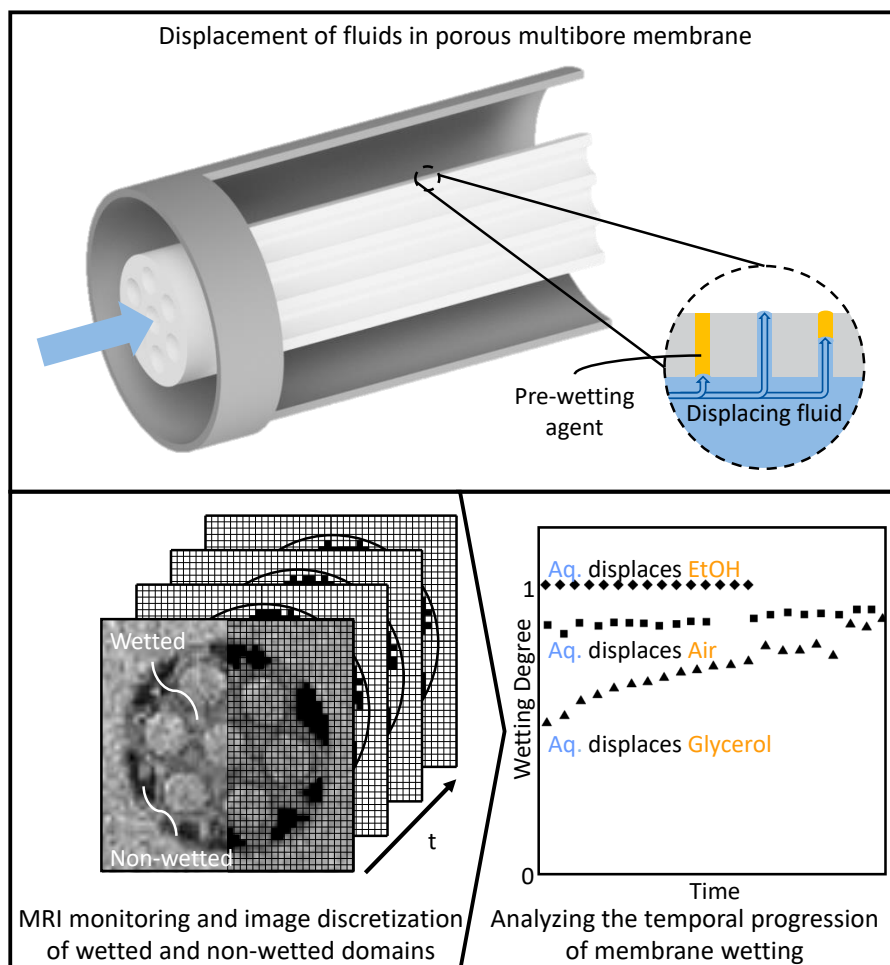 Displacement of fluids in porous multibore membrane
Pre-wetting
agent
Displacing fluid
Wetted
Non-wetted
t
MRI monitoring and image discretization
of wetted and non-wetted domains
Wetting Degree
1
0
Aq. displaces EtOH
Aq. displaces Air
Aq. displaces Glycerol
Time
Analyzing the temporal progression
of membrane wetting